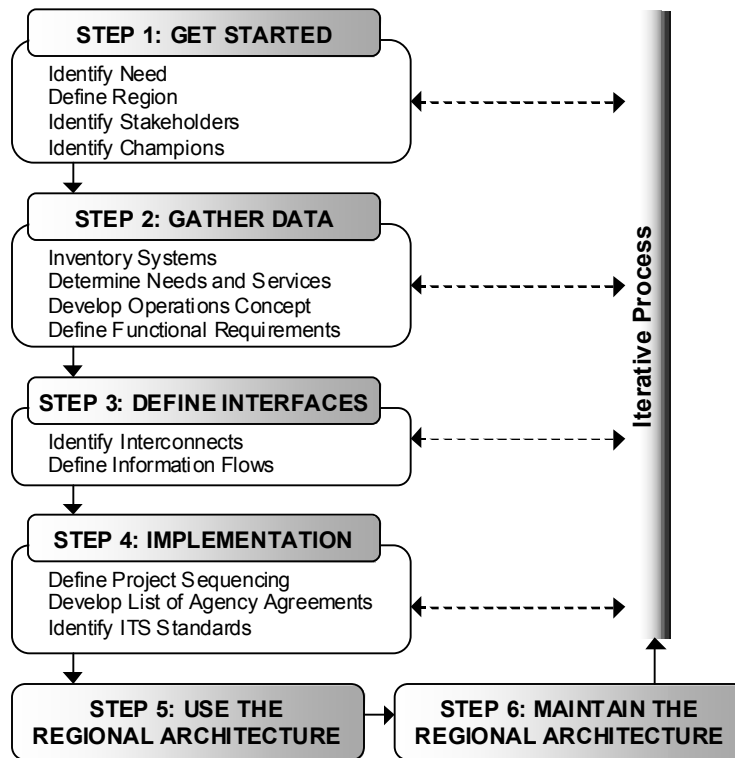 STEP 1: GET STARTED
Identify Need
Define Region
Identify Stakeholders
Identify Champions
STEP 2: GATHER DATA
Inventory Systems
Determine Needs and Services
Develop Operations Concept
Define Functional Requirements
STEP 3: DEFINE INTERFACES
Identify Interconnects
Define Information Flows
STEP 4: IMPLEMENTATION
Define Project Sequencing
Develop List of Agency Agreements
Identify ITS Standards
STEP 5: USE THE
REGIONAL ARCHITECTURE
STEP 6: MAINTAIN THE
REGIONAL ARCHITECTURE
Iterative Process